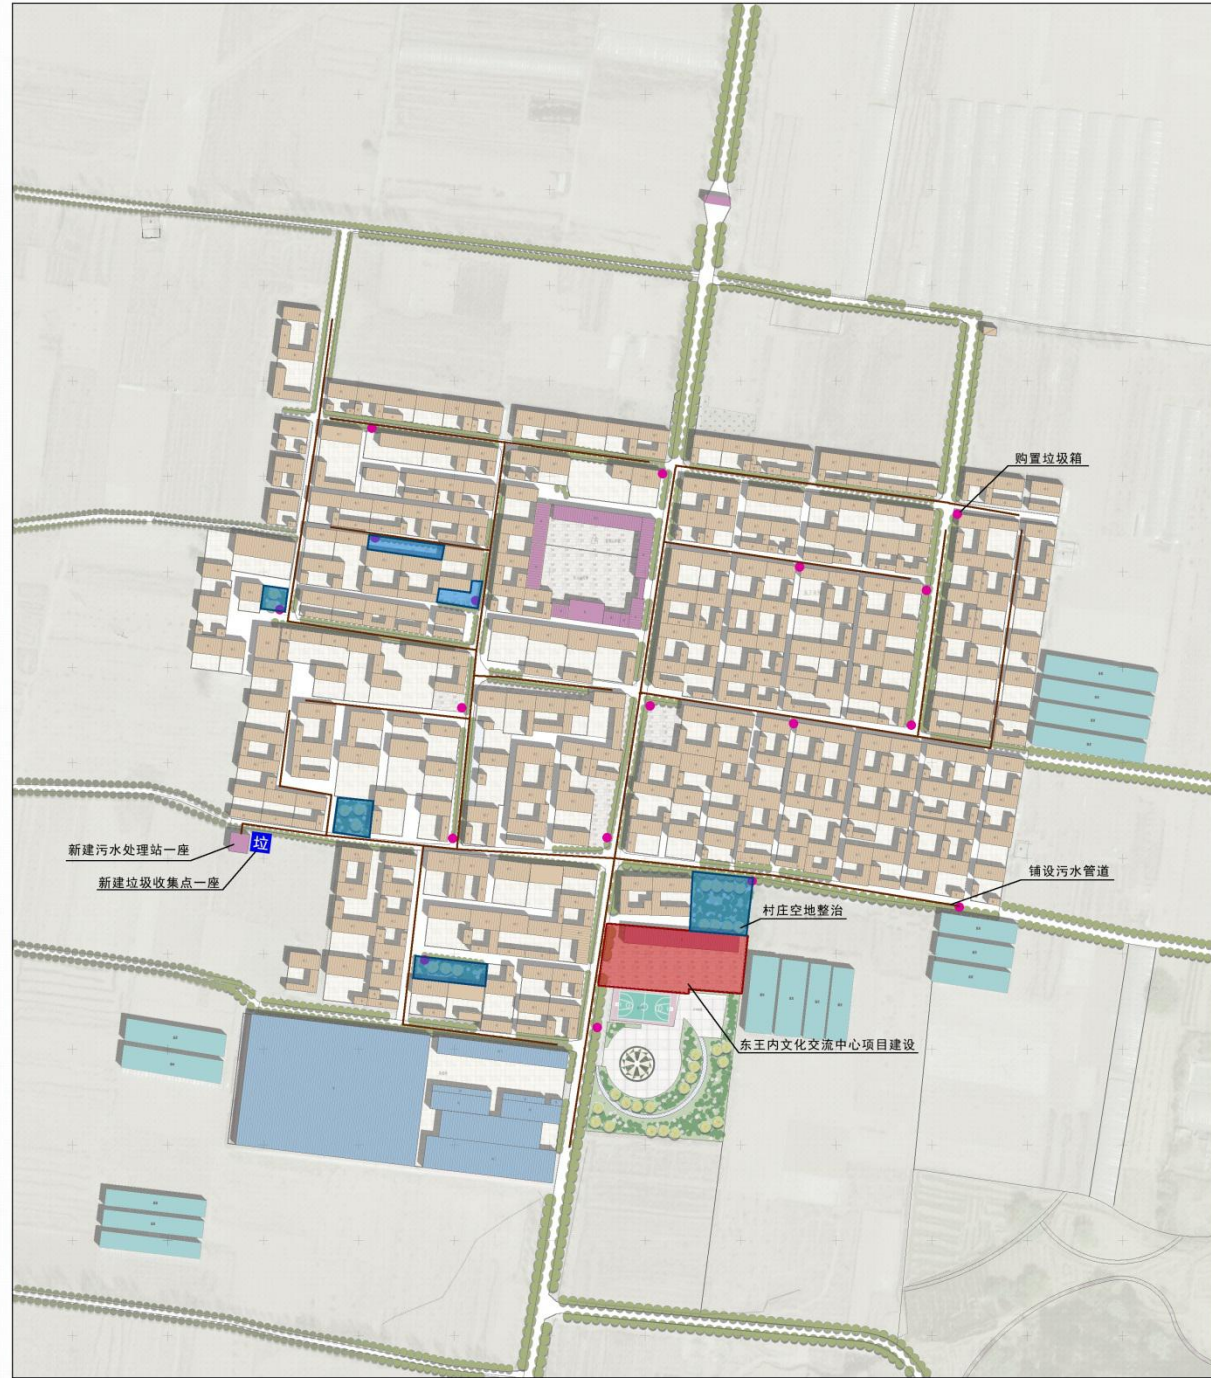 购置垃圾箱
新建污水处理站一座
垃
新建垃圾收集点一座
铺设污水管道
村庄空地整治
东王内文化交流中心项目建设